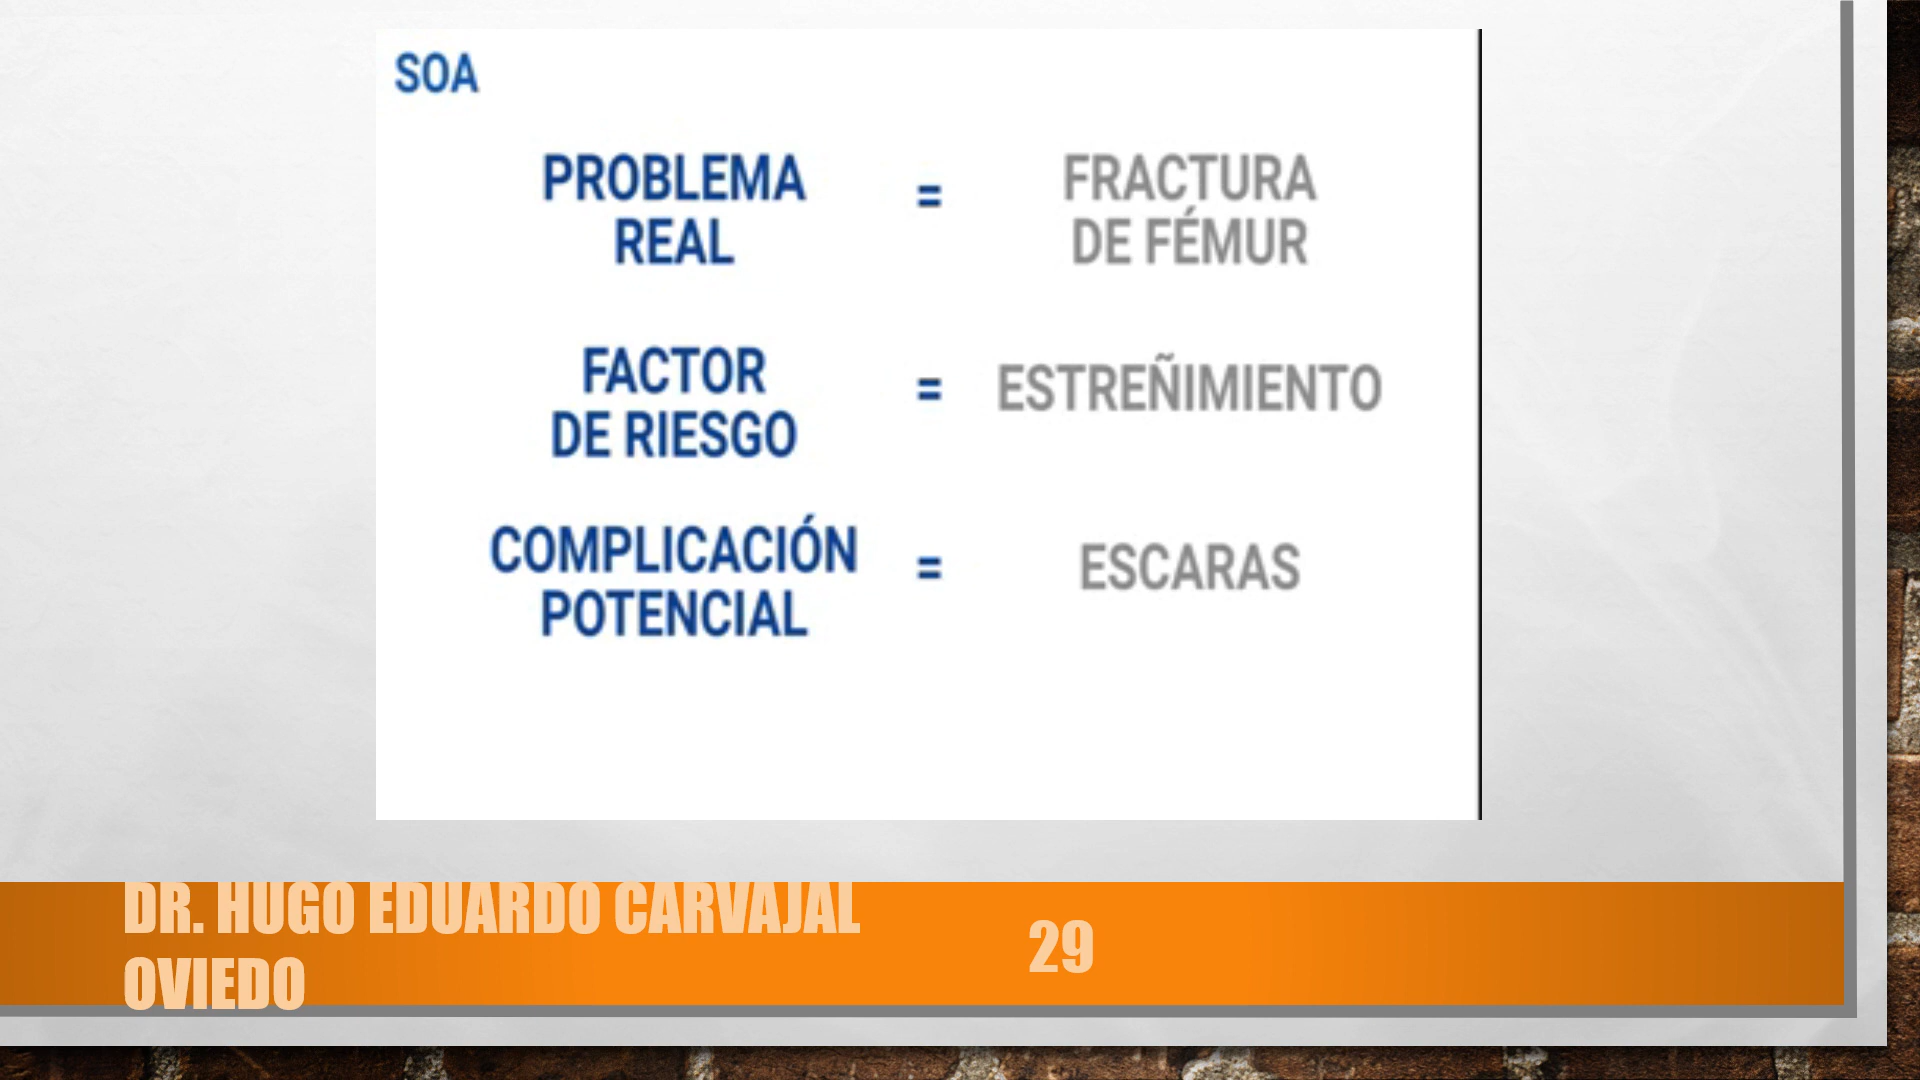 SOA
PROBLEMA
REAL
=
FRACTURA
DE FÉMUR
FACTOR
DE RIESGO
=
ESTREÑIMIENTO
COMPLICACIÓN
POTENCIAL
=
ESCARAS
DR. HUGO EDUARDO CARVAJAL
OVIEDO
29